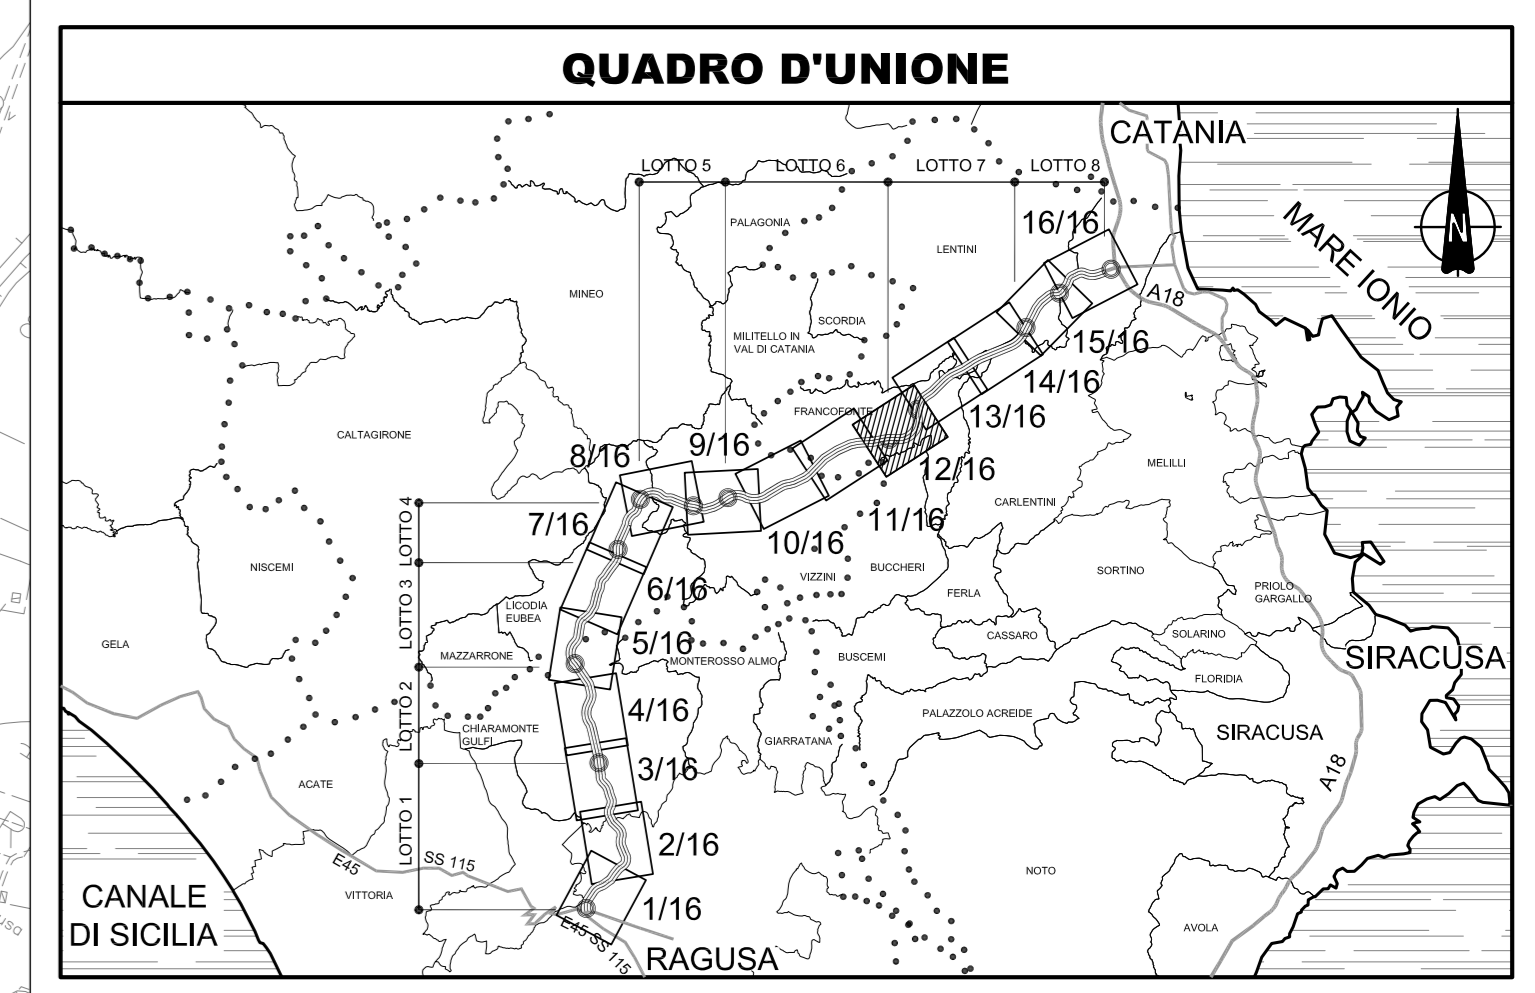 QUADRO D'UNIONE
CATANIA
LOTTO 5
LOTTO 6
LOTTO 7
LOTTO 8
MARE IONIO
N
PALAGONIA
16/16
LENTINI
MINEO
A18
SCORDIA
MILITELLO IN
VAL DI CATANIA
15/16
14/16
FRANCOFONTE
13/16
CALTAGIRONE
9/16
8/16
12/16
MELILLI
CARLENTINI
LOTTO 4
7/16
11/16
10/16
NISCEMI
VIZZINI
BUCCHERI
SORTINO
6/16
FERLA
PRIOLO
GARGALLO
LOTTO 3
LICODIA
EUBEA
CASSARO
SOLARINO
GELA
5/16
MAZZARRONE
MONTEROSSO ALMO
BUSCEMI
SIRACUSA
FLORIDIA
LOTTO 2
4/16
PALAZZOLO ACREIDE
CHIARAMONTE
GULFI
GIARRATANA
SIRACUSA
3/16
A18
ACATE
LOTTO 1
2/16
E45
SS 115
NOTO
VITTORIA
CANALE
DI SICILIA
1/16
E45 SS 115
AVOLA
RAGUSA